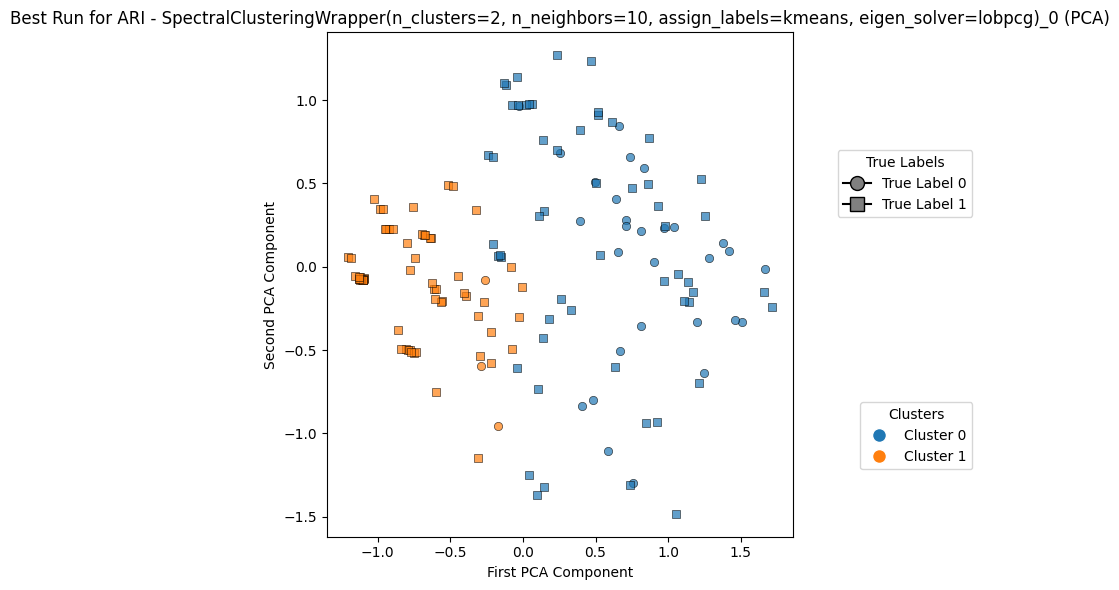 Best Run for ARI - SpectralClusteringWrapper(n_clusters=2, n_neighbors=10, assign_labels=kmeans, eigen_solver=lobpcg)_0 (PCA)
1.0
0.5
0.0
−0.5
−1.0
−1.5
Second PCA Component
−1.0 −0.5 0.0 0.5 1.0 1.5
First PCA Component
True Labels
True Label 0
True Label 1
Clusters
Cluster 0
Cluster 1